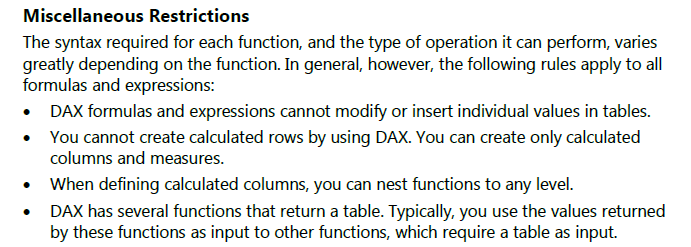 Miscellaneous Restrictions
The syntax required for each function, and the type of operation it can perform, varies
greatly depending on the function. In general, however, the following rules apply to all
formulas and expressions:
• DAX formulas and expressions cannot modify or insert individual values in tables.
• You cannot create calculated rows by using DAX. You can create only calculated
columns and measures.
• When defining calculated columns, you can nest functions to any level.
• DAX has several functions that return a table. Typically, you use the values returned
by these functions as input to other functions, which require a table as input.